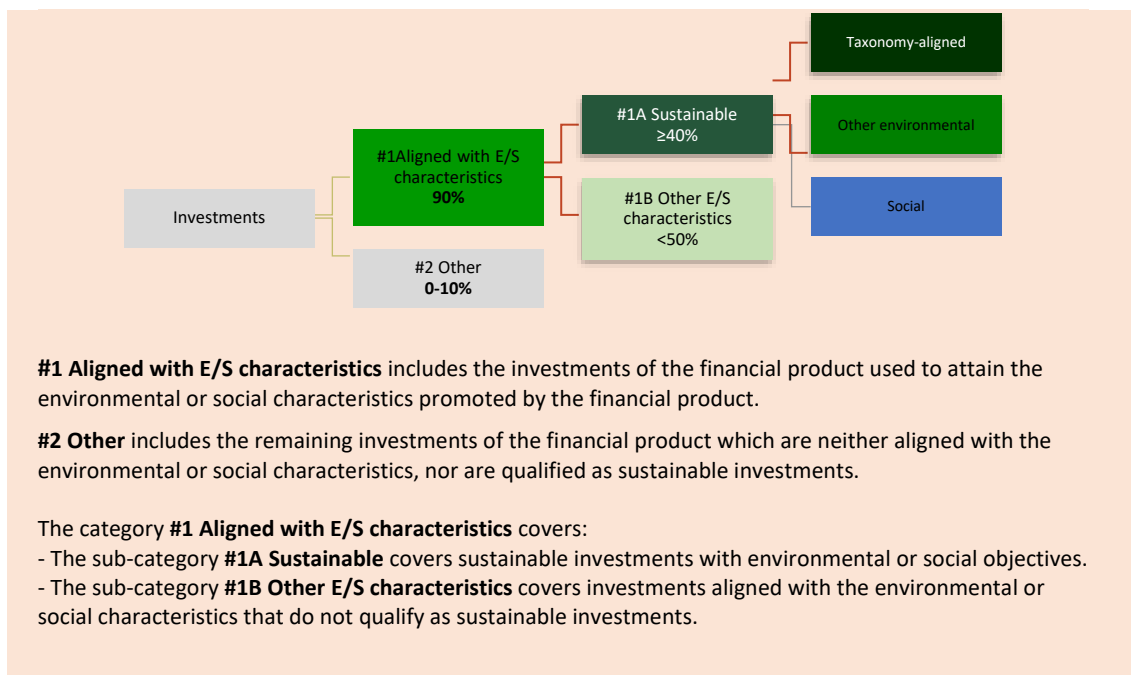 Investments
#1Aligned with E/S
characteristics
90%
#2 Other
0-10%
#1A Sustainable
≥40%
#1B Other E/S
characteristics
<50%
Taxonomy-aligned
Other environmental
Social
#1 Aligned with E/S characteristics includes the investments of the financial product used to attain the
environmental or social characteristics promoted by the financial product.
#2 Other includes the remaining investments of the financial product which are neither aligned with the
environmental or social characteristics, nor are qualified as sustainable investments.
The category #1 Aligned with E/S characteristics covers:
- The sub-category #1A Sustainable covers sustainable investments with environmental or social objectives.
- The sub-category #1B Other E/S characteristics covers investments aligned with the environmental or
social characteristics that do not qualify as sustainable investments.